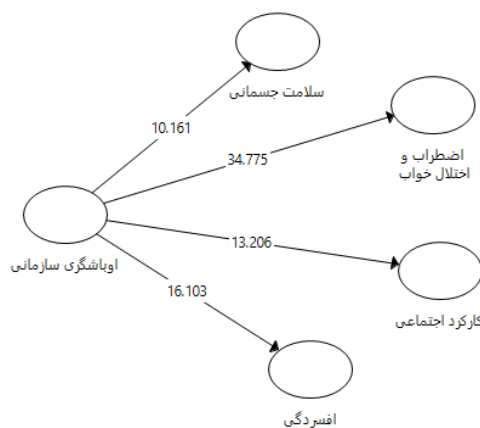 سلامت جسمانی
10.161
اضطراب و
اختلال خواب
34.775
اوباشگری سازمانی
13.206
کارکرد اجتماعی
16.103
افسردگی